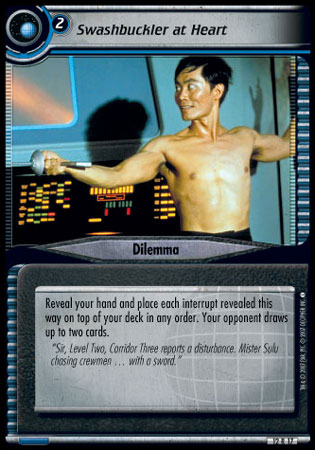 2
Swashbuckler at Heart
Dilemma
Reveal your hand and place each interrupt revealed this
way on top of your deck in any order. Your opponent draws
up to two cards.
"Sir, Level Two, Corridor Three reports a disturbance. Mister Sulu
chasing crewmen ... with a sword."
12 R 17